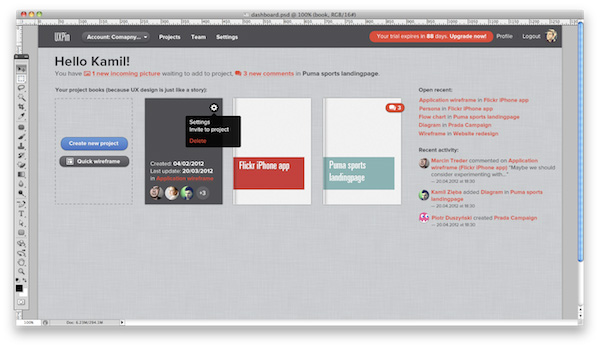 dashboard.psd @ 100% (book, RGB/16#)
UXPin
Account: Comapny...
Projects
Team
Settings
Your trial expires in 88 days. Upgrade now!
Profile
Logout
Hello Kamil!
You have 1 new incoming picture waiting to add to project, 3 new comments in Puma sports landingpage.
Your project books (because UX design is just like a story):
Create new project
Quick wireframe
Settings
Invite to project
Delete
Created: 04/02/2012
Last update: 20/03/2012
in Application wireframe
+3
Flickr iPhone app
3
Puma sports
landingpage
Open recent:
Application wireframe in Flickr iPhone app
Persona in Flickr iPhone app
Flow chart in Puma sports landingpage
Diagram in Prada Campaign
Wireframe in Website redesign
Recent activity:
Marcin Treder commented on Application
wireframe (Flickr iPhone app) "Maybe we should
consider experimenting with..."
— 20.04.2012 at 16:30
Kamil Zięba added Diagram in Puma sports
landingpage
— 20.04.2012 at 16:30
Piotr Duszyński created Prada Campaign
— 20.04.2012 at 16:30
100%